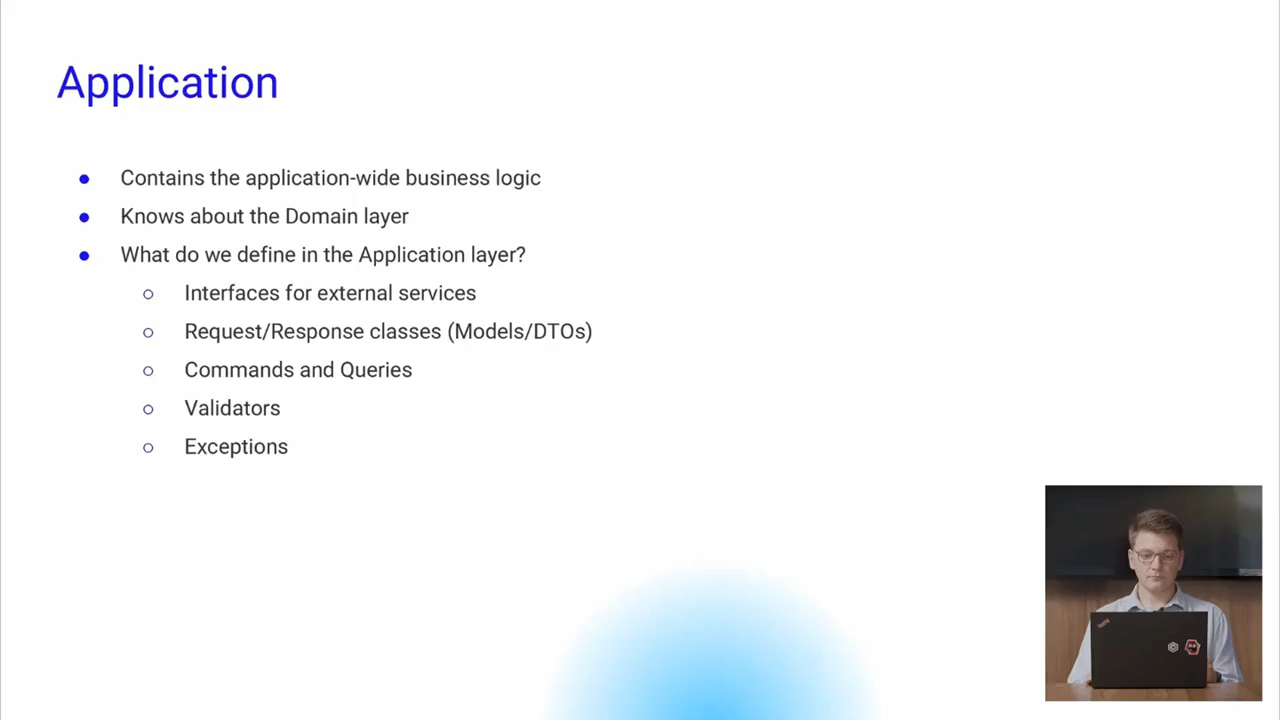 Application
Contains the application-wide business logic
Knows about the Domain layer
What do we define in the Application layer?
Interfaces for external services
Request/Response classes (Models/DTOs)
Commands and Queries
Validators
Exceptions